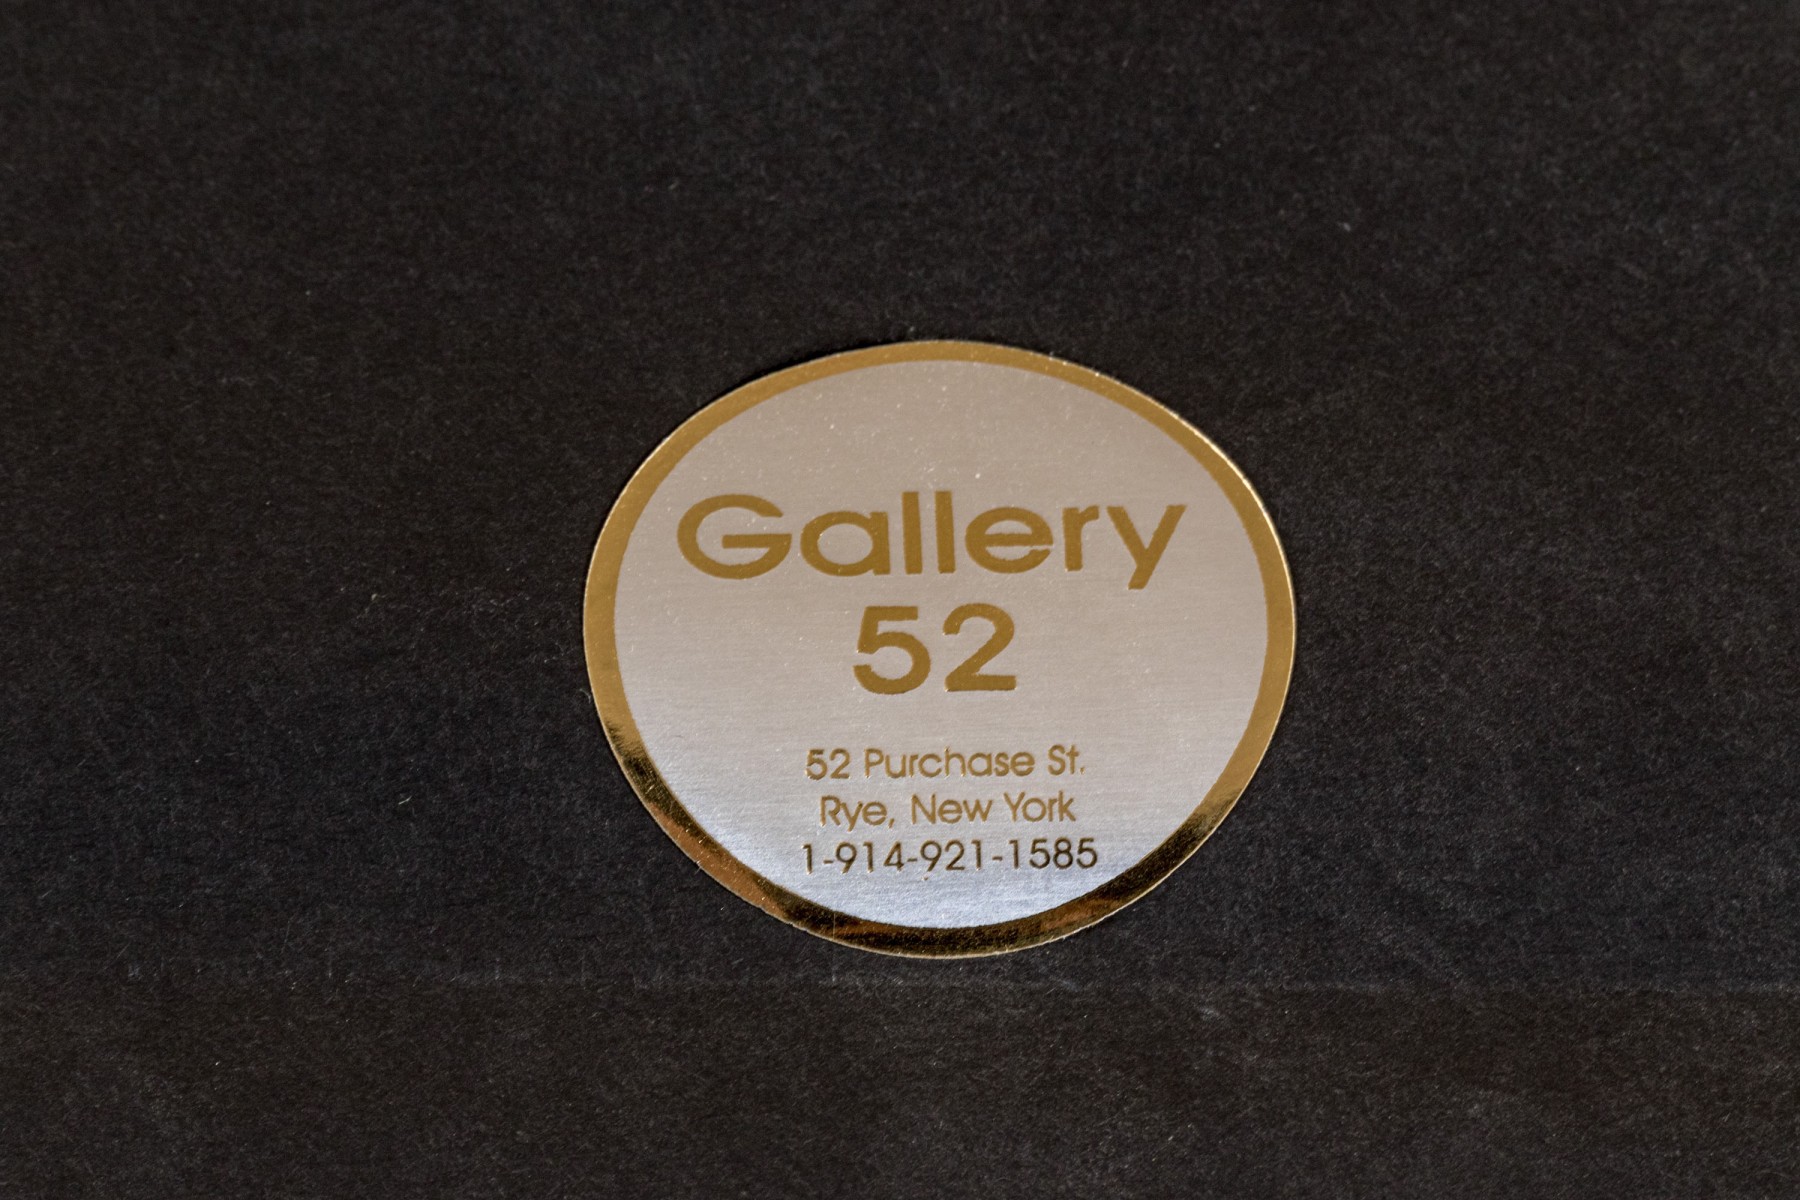 Gallery
52
52 Purchase St.
Rye, New York
1-914-921-1585